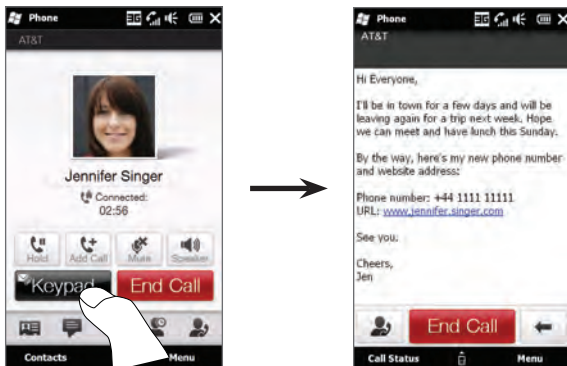 Phone
3G
AT&T
Jennifer Singer
Connected:
02:56
Hold
Add Call
Mute
Speaker
Keypad
End Call
Contacts
Menu
Phone
3G
AT&T
Hi Everyone,
I'll be in town for a few days and will be
leaving again for a trip next week. Hope
we can meet and have lunch this Sunday.
By the way, here's my new phone number
and website address:
Phone number: +44 1111 11111
URL: www.jennifer.singer.com
See you.
Cheers,
Jen
End Call
Call Status
Menu